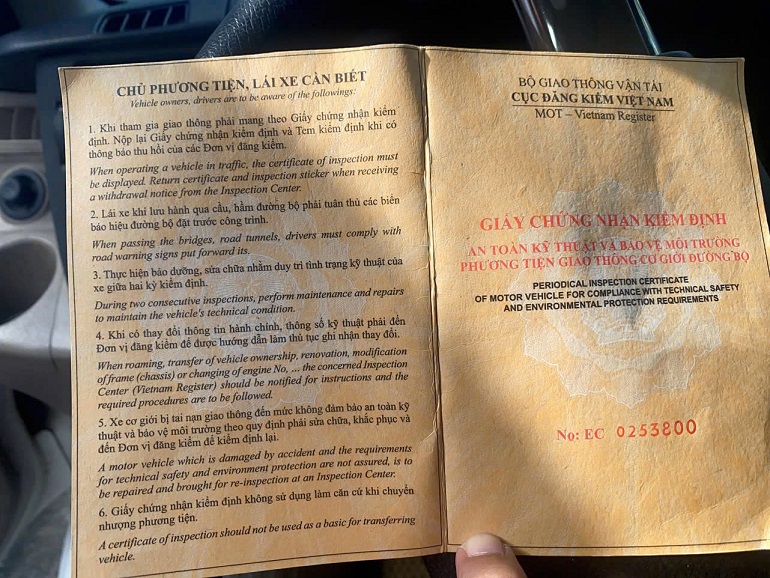 CHỦ PHƯƠNG TIỆN, LÁI XE CẦN BIẾT
Vehicle owners, drivers are to be aware of the followings:
1. Khi tham gia giao thông phải mang theo Giấy chứng nhận kiểm
định. Nộp lại Giấy chứng nhận kiểm định và Tem kiểm định khi có
thông báo thu hồi của các Đơn vị đăng kiểm.
When operating a vehicle in traffic, the certificate of inspection must
be displayed. Return certificate and inspection sticker when receiving
a withdrawal notice from the Inspection Center.
2. Lái xe khi lưu hành qua cầu, hầm đường bộ phải tuân thủ các biển
báo hiệu đường bộ đặt trước công trình.
When passing the bridges, road tunnels, drivers must comply with
road warning signs put forward its.
3. Thực hiện bảo dưỡng, sửa chữa nhằm duy trì tình trạng kỹ thuật của
xe giữa hai kỳ kiểm định.
During two consecutive inspections, perform maintenance and repairs
to maintain the vehicle's technical condition.
4. Khi có thay đổi thông tin hành chính, thông số kỹ thuật phải đến
Đơn vị đăng kiểm để được hướng dẫn làm thủ tục ghi nhận thay đổi.
When roaming, transfer of vehicle ownership, renovation, modification
of frame (chassis) or changing of engine No, ... the concerned Inspection
Center (Vietnam Register) should be notified for instructions and the
required procedures are to be followed.
5. Xe cơ giới bị tai nạn giao thông đến mức không đảm bảo an toàn kỹ
thuật và bảo vệ môi trường theo quy định phải sửa chữa, khắc phục và
đến Đơn vị đăng kiểm để kiểm định lại.
A motor vehicle which is damaged by accident and the requirements
for technical safety and environment protection are not assured, is to
be repaired and brought for re-inspection at an Inspection Center.
6. Giấy chứng nhận kiểm định không sử dụng làm căn cứ khi chuyển
nhượng phương tiện.
A certificate of inspection should not be used as a basic for transferring
vehicle.
BỘ GIAO THÔNG VẬN TẢI
CỤC ĐĂNG KIỂM VIỆT NAM
MOT – Vietnam Register
GIẤY CHỨNG NHẬN KIỂM ĐỊNH
AN TOÀN KỸ THUẬT VÀ BẢO VỆ MÔI TRƯỜNG
PHƯƠNG TIỆN GIAO THÔNG CƠ GIỚI ĐƯỜNG BỘ
PERIODICAL INSPECTION CERTIFICATE
OF MOTOR VEHICLE FOR COMPLIANCE WITH TECHNICAL SAFETY
AND ENVIRONMENTAL PROTECTION REQUIREMENTS
No: EC 0253800